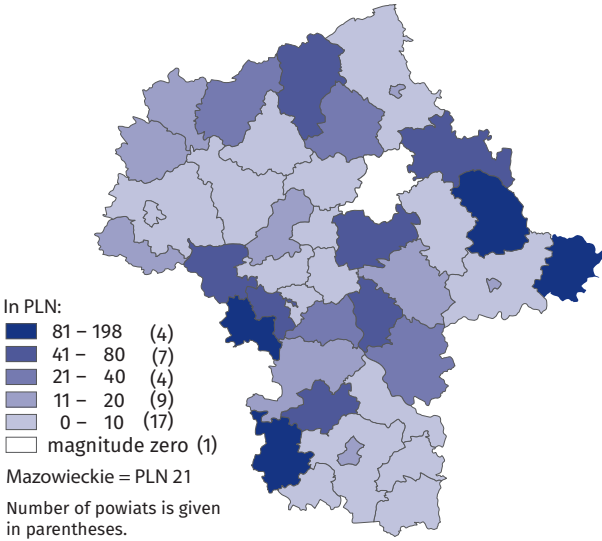 In PLN:
81 – 198 (4)
41 – 80 (7)
21 – 40 (4)
11 – 20 (9)
0 – 10 (17)
magnitude zero (1)
Mazowieckie = PLN 21
Number of powiats is given
in parentheses.